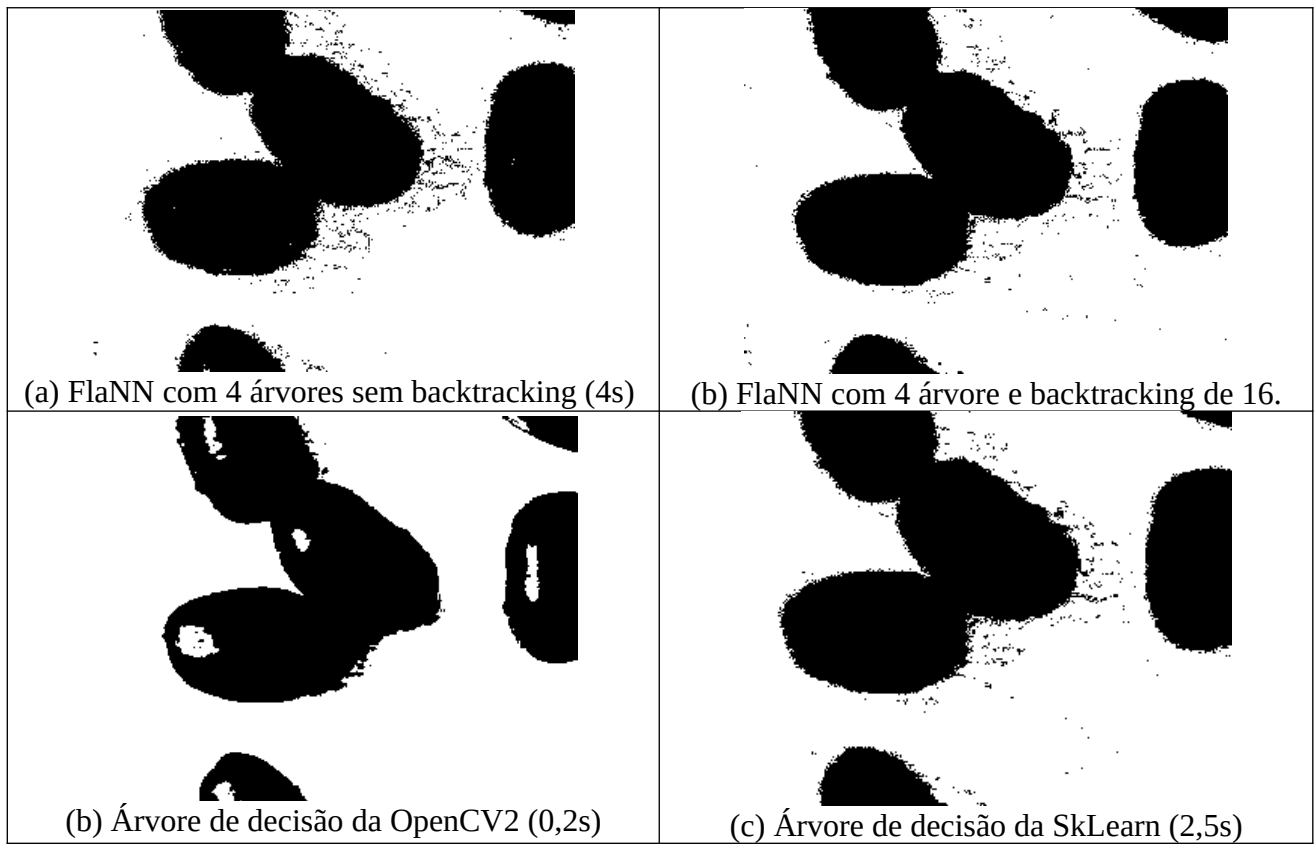 (a) FlaNN com 4 árvores sem backtracking (4s)
(b) FlaNN com 4 árvore e backtracking de 16.
(b) Árvore de decisão da OpenCV2 (0,2s)
(c) Árvore de decisão da SkLearn (2,5s)